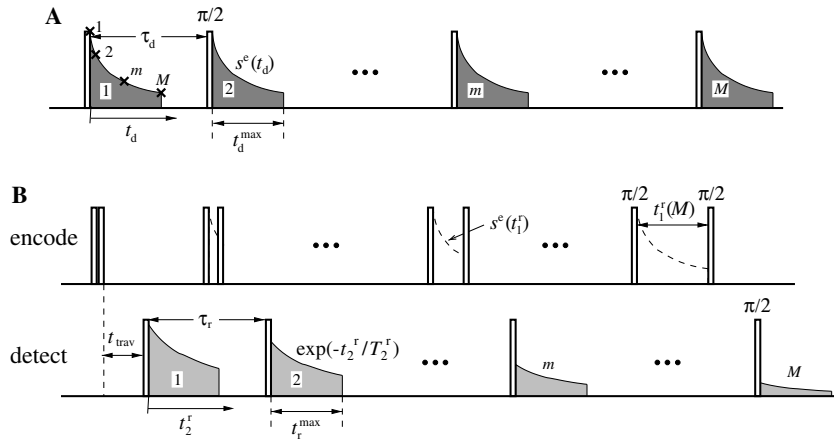 A
1
2
m
M
1
τ_d
π/2
s^e(t_d)
2
•••
m
•••
M
t_d
t_d^max
B
encode
•••
s^e(t_1^r)
•••
π/2
t_1^r(M)
π/2
detect
t_trav
τ_r
1
2
exp(-t_2^r/T_2^r)
•••
m
•••
π/2
M
t_2^r
t_r^max